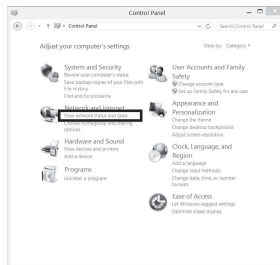 Control Panel
Control Panel
Search Control Panel
Adjust your computer's settings
View by: Category
System and Security
Review your computer's status
Save backup copies of your files with
File History
Find and fix problems
Network and Internet
View network status and tasks
Choose homegroup and sharing
options
Hardware and Sound
View devices and printers
Add a device
Programs
Uninstall a program
User Accounts and Family
Safety
Change account type
Set up Family Safety for any user
Appearance and
Personalization
Change the theme
Change desktop background
Adjust screen resolution
Clock, Language, and
Region
Add a language
Change input methods
Change date, time, or number
formats
Ease of Access
Let Windows suggest settings
Optimize visual display